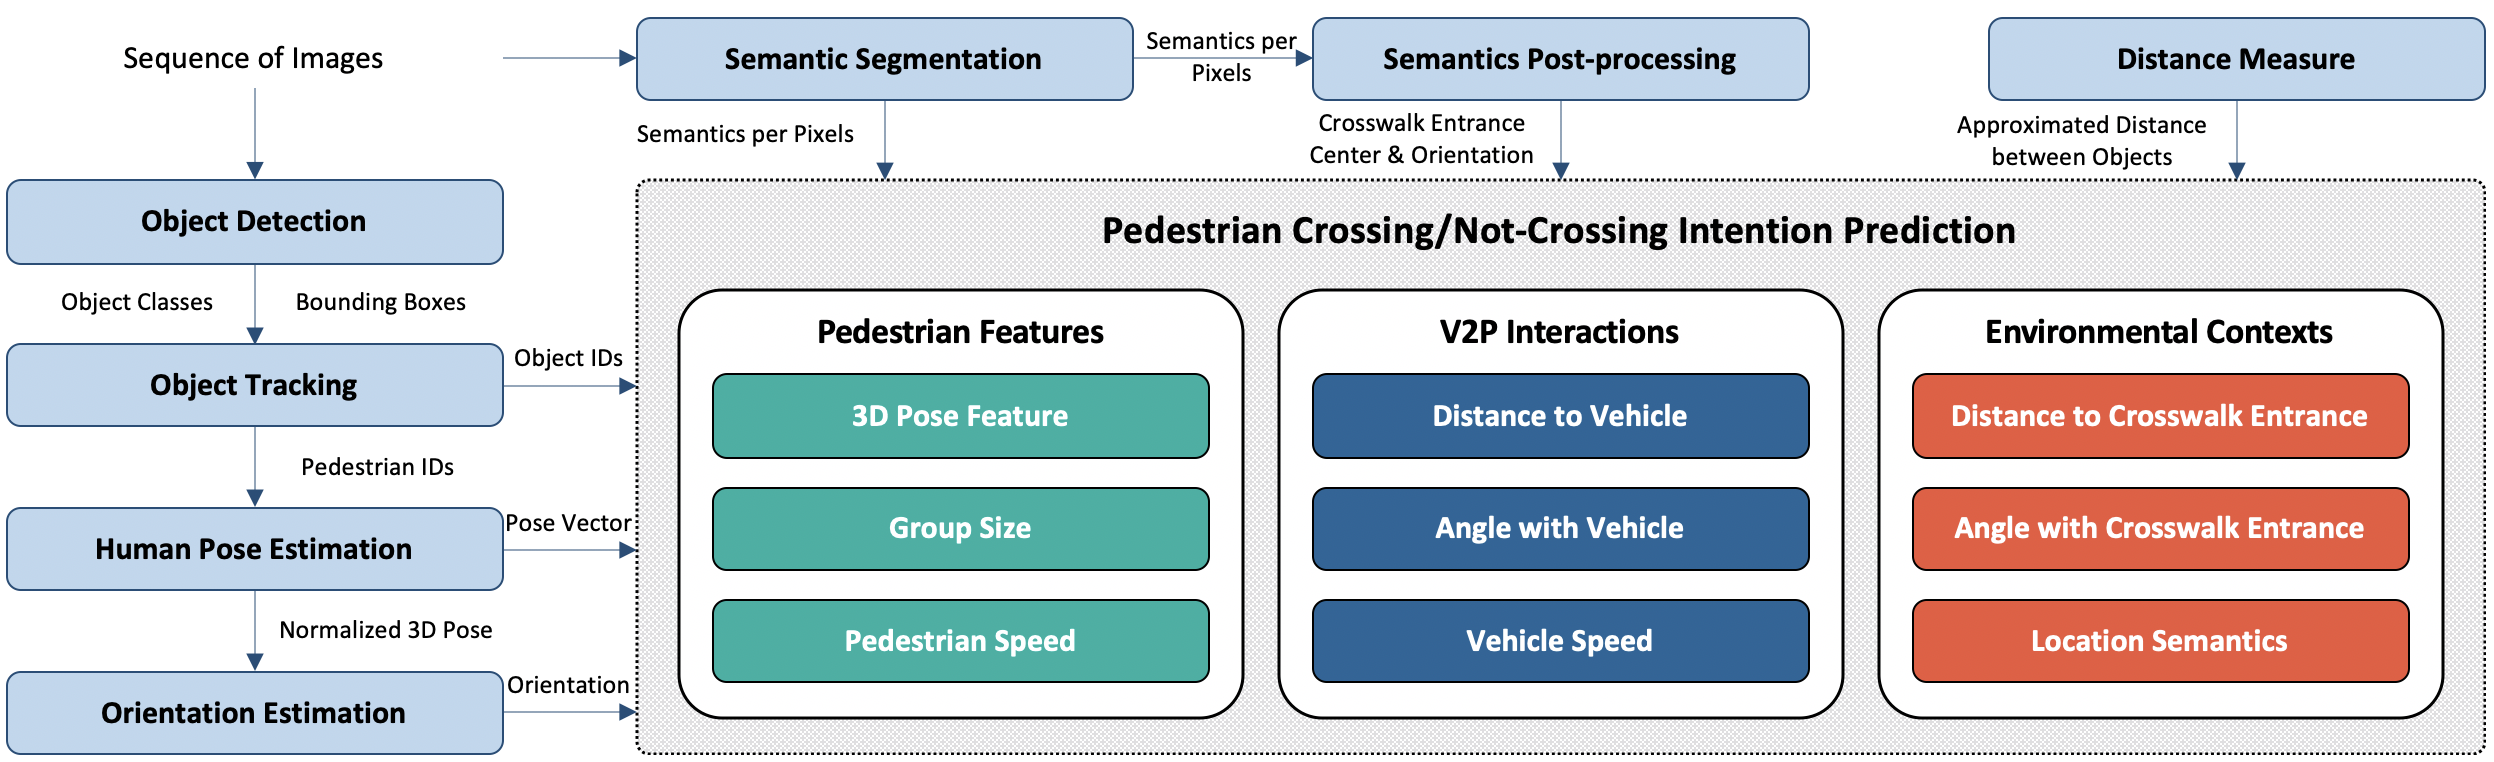 Sequence of Images
Semantic Segmentation
Semantics per
Pixels
Semantics Post-processing
Distance Measure
Semantics per Pixels
Crosswalk Entrance
Center & Orientation
Approximated Distance
between Objects
Object Detection
Object Classes
Bounding Boxes
Object Tracking
Object IDs
Pedestrian IDs
Human Pose Estimation
Pose Vector
Normalized 3D Pose
Orientation Estimation
Orientation
Pedestrian Crossing/Not-Crossing Intention Prediction
Pedestrian Features
3D Pose Feature
Group Size
Pedestrian Speed
V2P Interactions
Distance to Vehicle
Angle with Vehicle
Vehicle Speed
Environmental Contexts
Distance to Crosswalk Entrance
Angle with Crosswalk Entrance
Location Semantics